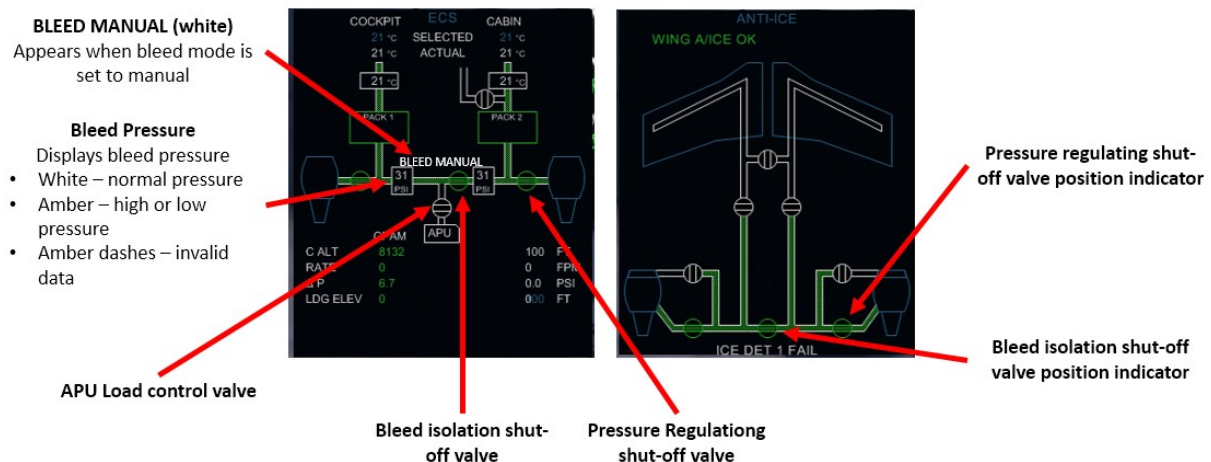 BLEED MANUAL (white)
Appears when bleed mode is
set to manual
Bleed Pressure
Displays bleed pressure
• White – normal pressure
• Amber – high or low
pressure
• Amber dashes – invalid
data
APU Load control valve
Bleed isolation shut-
off valve
Pressure Regulationg
shut-off valve
COCKPIT ECS CABIN
21 °C SELECTED 21 °C
21 °C ACTUAL 21 °C
21 °C 21 °C
PACK 1 PACK 2
BLEED MANUAL
31 31
PSI PSI
APU
C ALT 8132 100 FT
RATE 0 0 FPM
Δ P 6.7 0.0 PSI
LDG ELEV 0 FT
ANTI-ICE
WING A/ICE OK
ICE DET 1 FAIL
Pressure regulating shut-
off valve position indicator
Bleed isolation shut-off
valve position indicator